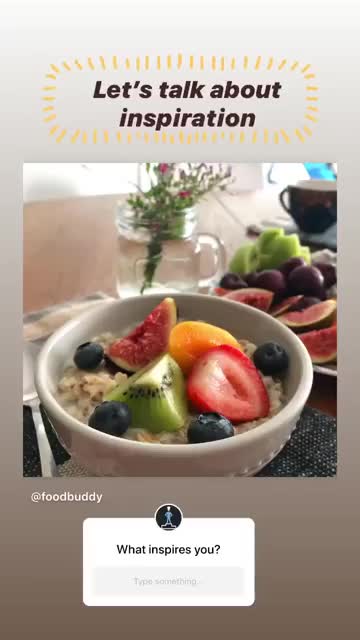 Let's talk about
inspiration
@foodbuddy
What inspires you?
Type something...